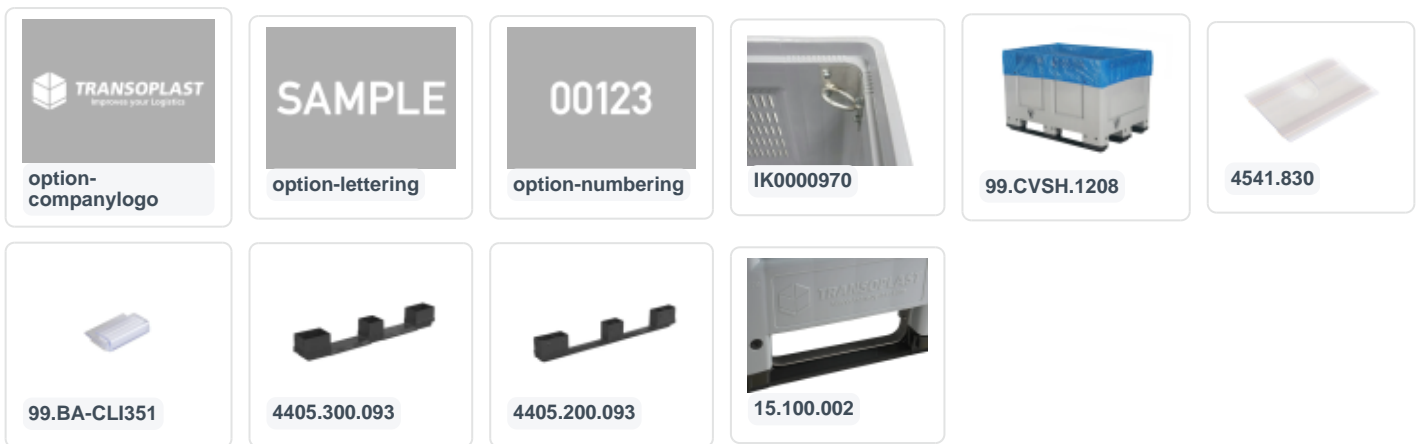 TRANSOPLAST
Improves your Logistics
option-
companylogo
SAMPLE
option-lettering
00123
option-numbering
IK0000970
99.CVSH.1208
4541.830
99.BA-CLI351
4405.300.093
4405.200.093
TRANSOPLAST
15.100.002